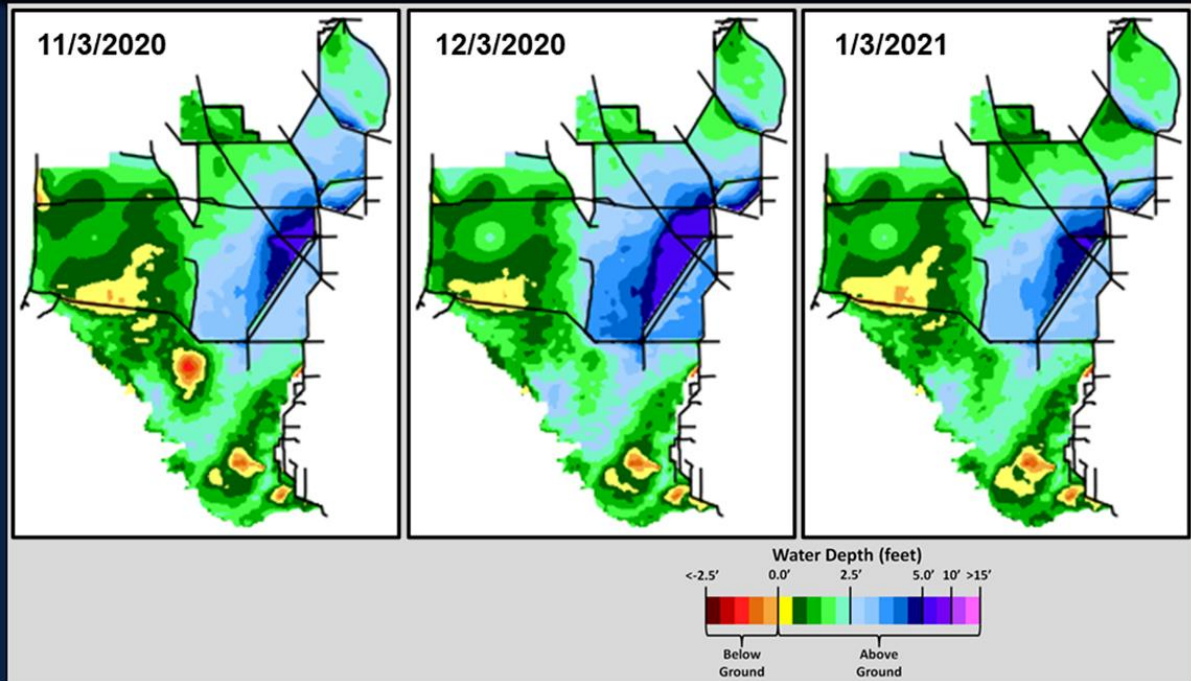 11/3/2020
12/3/2020
1/3/2021
Water Depth (feet)
<-2.5' 0.0' 2.5' 5.0' 10' >15'
Below Above
Ground Ground